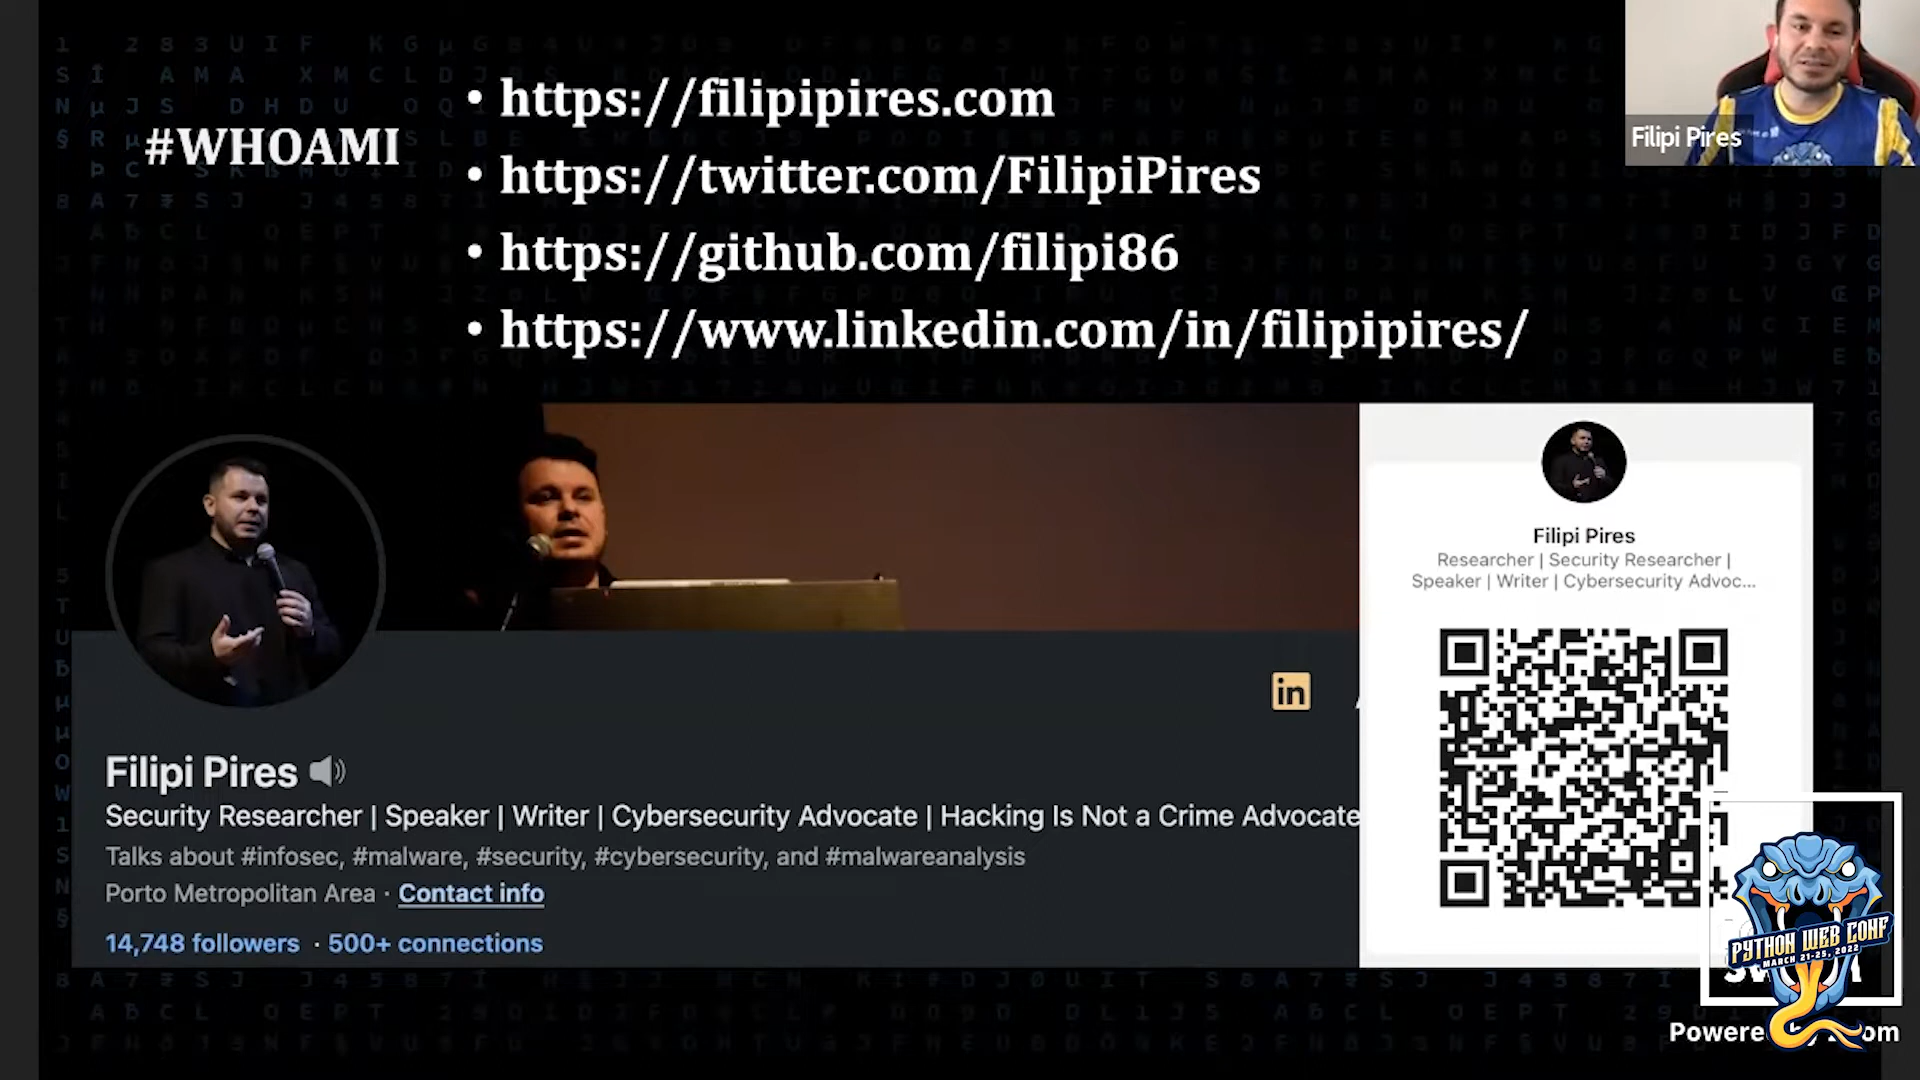 #WHOAMI
• https://filipipires.com
• https://twitter.com/FilipiPires
• https://github.com/filipi86
• https://www.linkedin.com/in/filipipires/
Filipi Pires
Filipi Pires
Researcher | Security Researcher |
Speaker | Writer | Cybersecurity Advoc...
in
Filipi Pires
Security Researcher | Speaker | Writer | Cybersecurity Advocate | Hacking Is Not a Crime Advocate
Talks about #infosec, #malware, #security, #cybersecurity, and #malwareanalysis
Porto Metropolitan Area · Contact info
14,748 followers · 500+ connections
PYTHON WEB CONF
MARCH 21-25, 2022